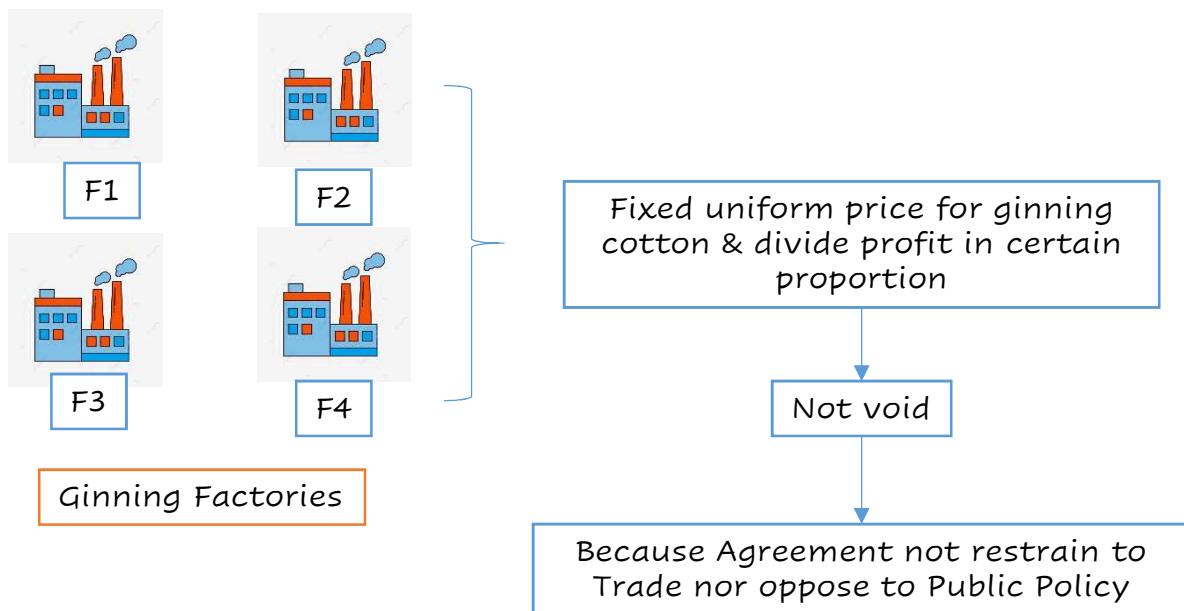 F1
F2
F3
F4
Ginning Factories
Fixed uniform price for ginning
cotton & divide profit in certain
proportion
Not void
Because Agreement not restrain to
Trade nor oppose to Public Policy